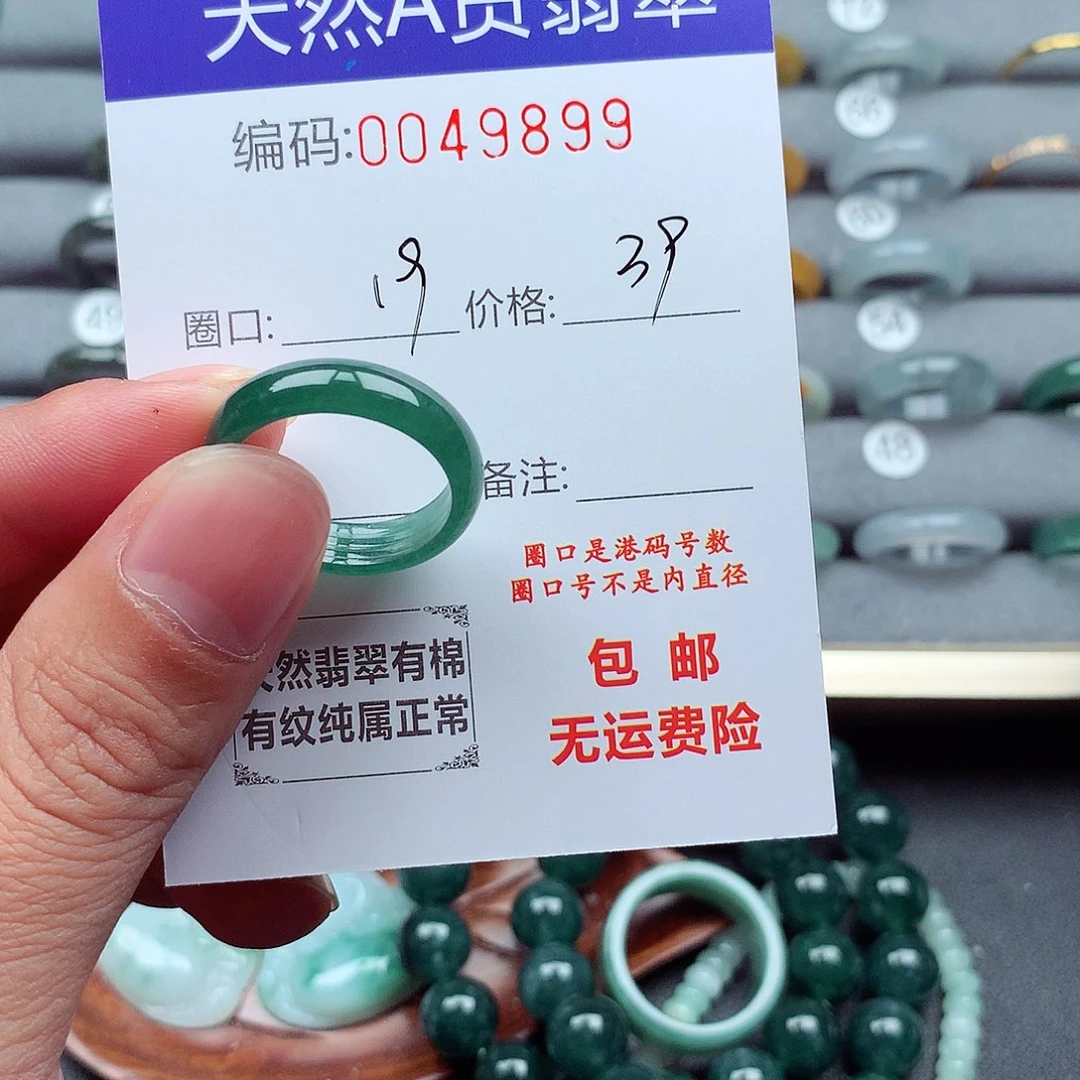 天然A货翡翠
编码:0049899
圈口: 19 价格: 39
备注:
圈口是港码号数
圈口号不是内直径
然翡翠有棉
有纹纯属正常
包邮
无运费险
68
54
48
49